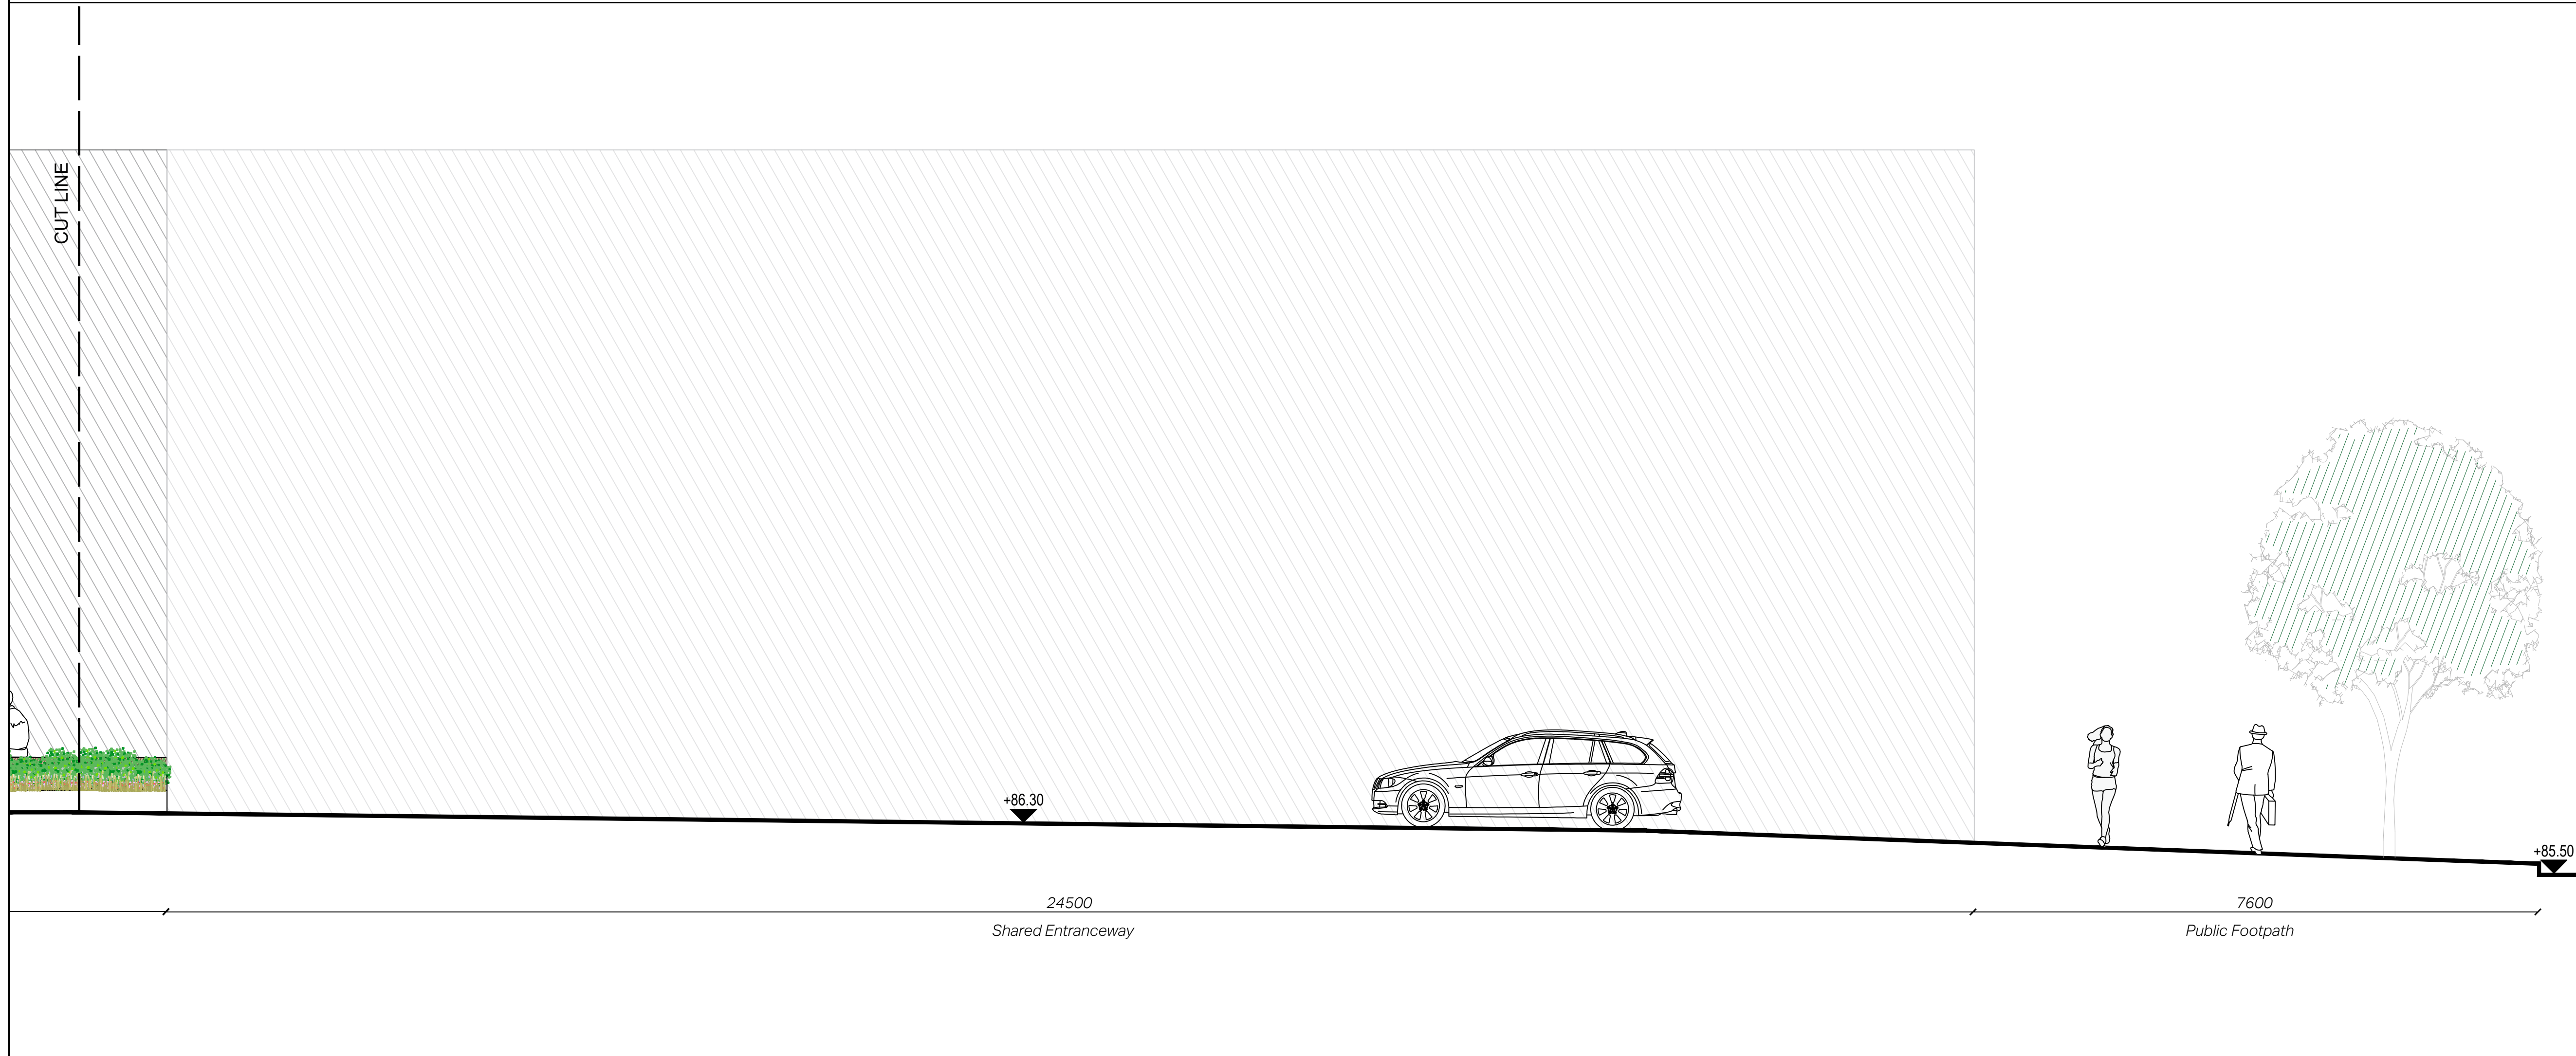 CUT LINE
+86.30
+85.50
24500
7600
Shared Entranceway
Public Footpath